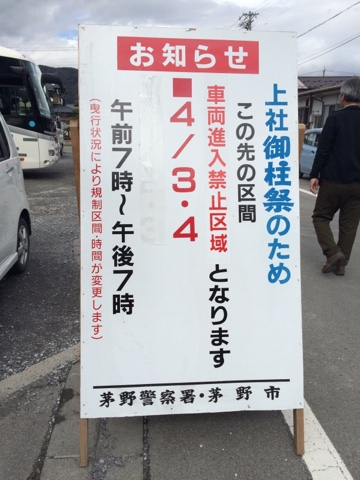 お知らせ
上社御柱祭のため
この先の区間
車両進入禁止区域となります
■4/3・4
午前7時～午後7時
(曳行状況により規制区間・時間が変更します)
茅野警察署・茅野市